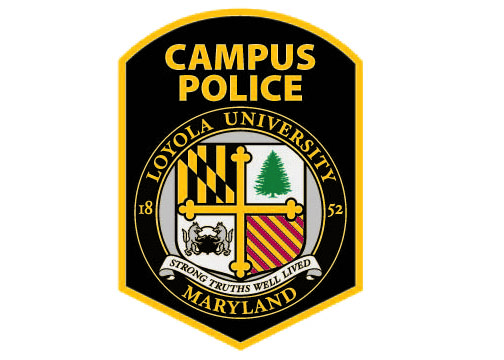 CAMPUS
POLICE
LOYOLA UNIVERSITY
18 52
STRONG TRUTHS WELL LIVED
MARYLAND